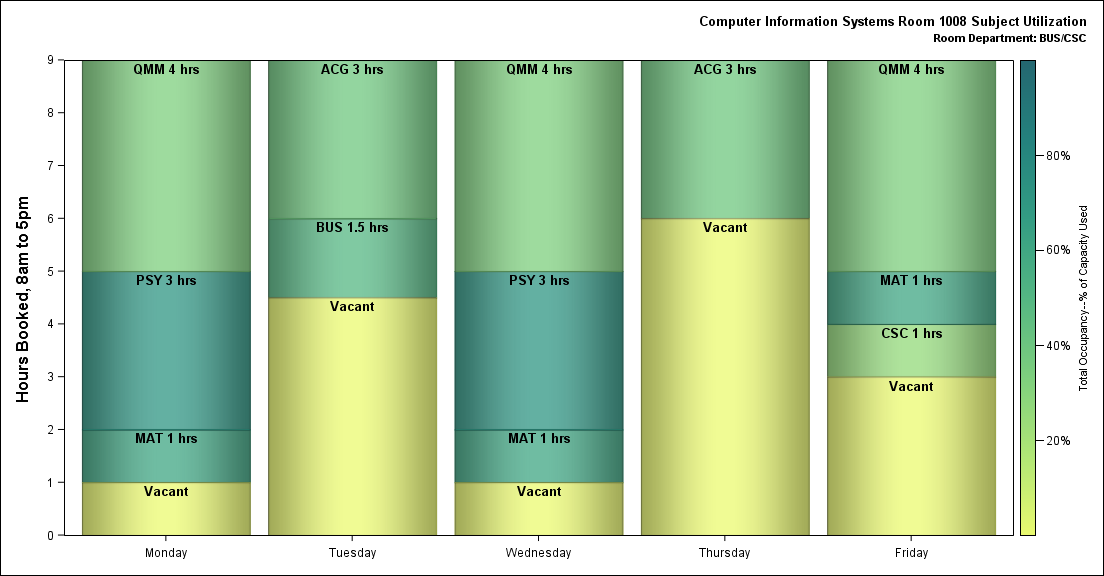 Computer Information Systems Room 1008 Subject Utilization
Room Department: BUS/CSC
Hours Booked, 8am to 5pm
9
8
7
6
5
4
3
2
1
0
QMM 4 hrs
PSY 3 hrs
MAT 1 hrs
Vacant
ACG 3 hrs
BUS 1.5 hrs
Vacant
QMM 4 hrs
PSY 3 hrs
MAT 1 hrs
Vacant
ACG 3 hrs
Vacant
QMM 4 hrs
MAT 1 hrs
CSC 1 hrs
Vacant
Monday
Tuesday
Wednesday
Thursday
Friday
80%
60%
40%
20%
Total Occupancy--% of Capacity Used